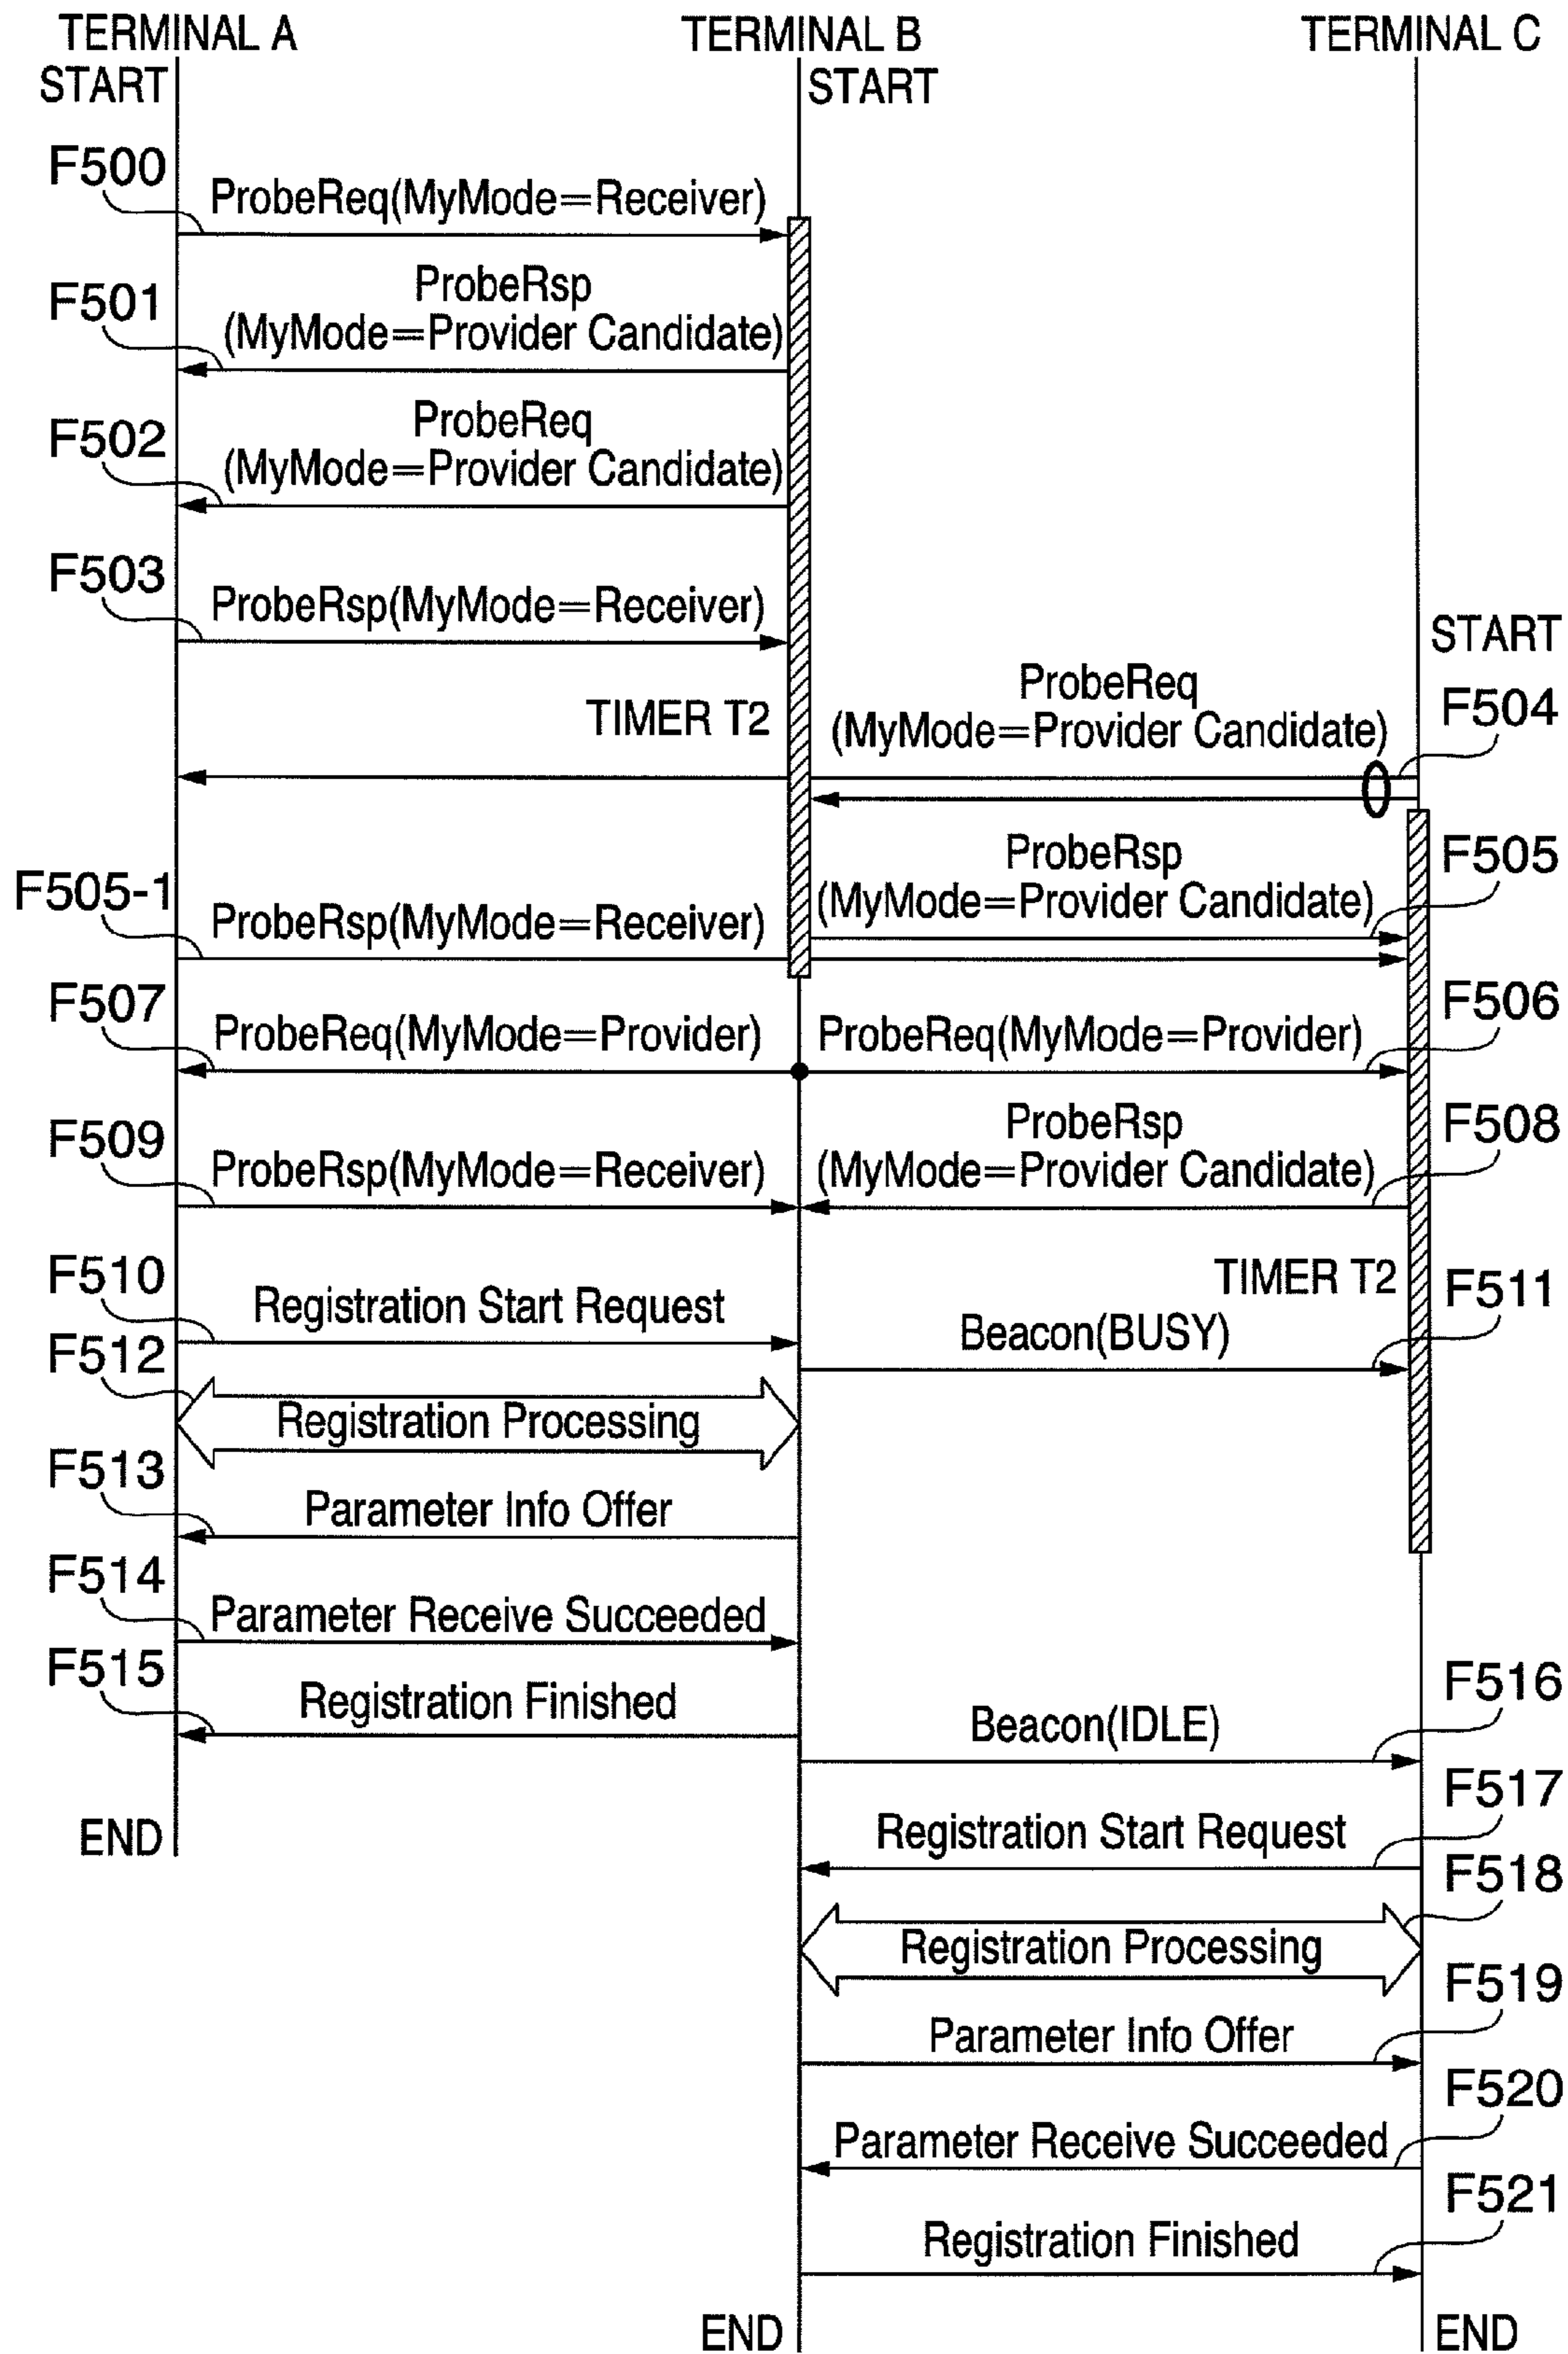 TERMINAL A
TERMINAL B
TERMINAL C
START
START
F500
ProbeReq(MyMode=Receiver)
F501
ProbeRsp
(MyMode=Provider Candidate)
F502
ProbeReq
(MyMode=Provider Candidate)
F503
ProbeRsp(MyMode=Receiver)
START
TIMER T2
ProbeReq
(MyMode=Provider Candidate)
F504
F505-1
ProbeRsp(MyMode=Receiver)
ProbeRsp
(MyMode=Provider Candidate)
F505
F507
ProbeReq(MyMode=Provider)
ProbeReq(MyMode=Provider)
F506
F509
ProbeRsp(MyMode=Receiver)
ProbeRsp
(MyMode=Provider Candidate)
F508
F510
Registration Start Request
TIMER T2
F511
Beacon(BUSY)
F512
Registration Processing
F513
Parameter Info Offer
F514
Parameter Receive Succeeded
F515
Registration Finished
F516
Beacon(IDLE)
F517
Registration Start Request
END
F518
Registration Processing
F519
Parameter Info Offer
F520
Parameter Receive Succeeded
F521
Registration Finished
END
END